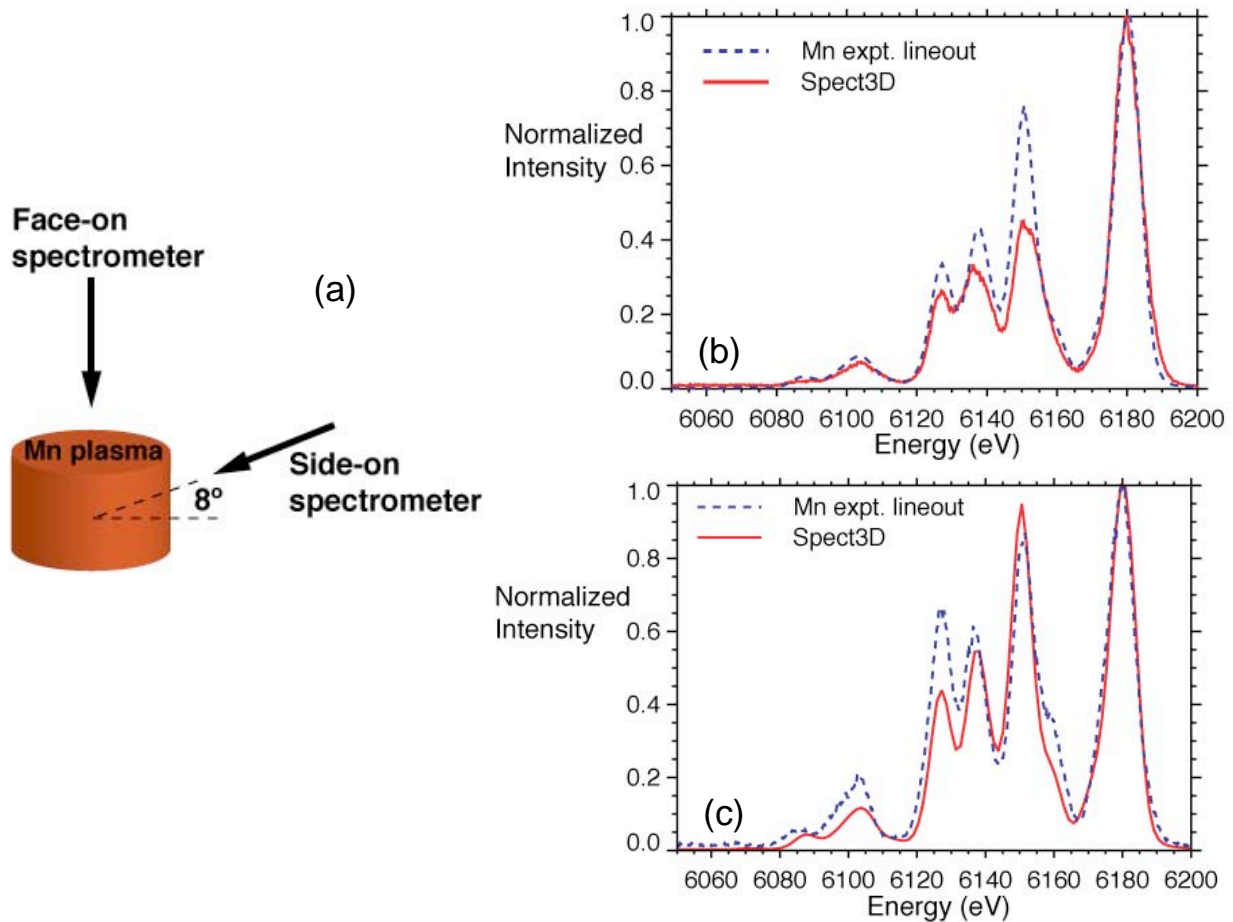 Face-on
spectrometer
(a)
Mn plasma
8º
Side-on
spectrometer
Normalized
Intensity
1.0
0.8
0.6
0.4
0.2
0.0
Mn expt. lineout
Spect3D
(b)
6060 6080 6100 6120 6140 6160 6180 6200
Energy (eV)
Normalized
Intensity
1.0
0.8
0.6
0.4
0.2
0.0
Mn expt. lineout
Spect3D
(c)
6060 6080 6100 6120 6140 6160 6180 6200
Energy (eV)